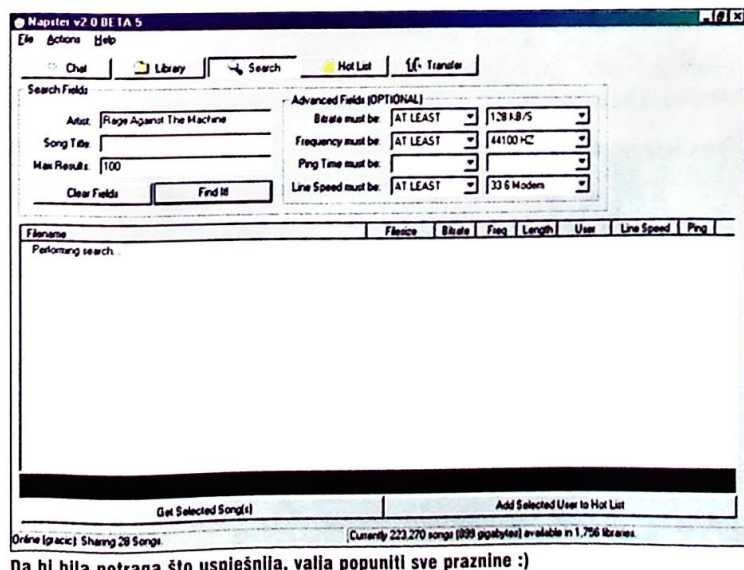 Napster v2.0 BETA 5
File Actions Help
Chat Library Search Hot List Transfer
Search Fields
Artist: Rage Against The Machine
Song Title:
Max Results: 100
Clear Fields Find It!
Advanced Fields (OPTIONAL)
Bitrate must be: AT LEAST 128 KB/S
Frequency must be: AT LEAST 44100 HZ
Ping Time must be:
Line Speed must be: AT LEAST 33.6 Modem
Filename Filesize Bitrate Freq Length User Line Speed Ping
Performing search...
Get Selected Song(s) Add Selected User to Hot List
Online (gracic): Sharing 28 Songs. Currently 223,270 songs (899 gigabytes) available in 1,756 libraries.
Da bi bila potraga što uspješnija, valja popuniti sve praznine :)